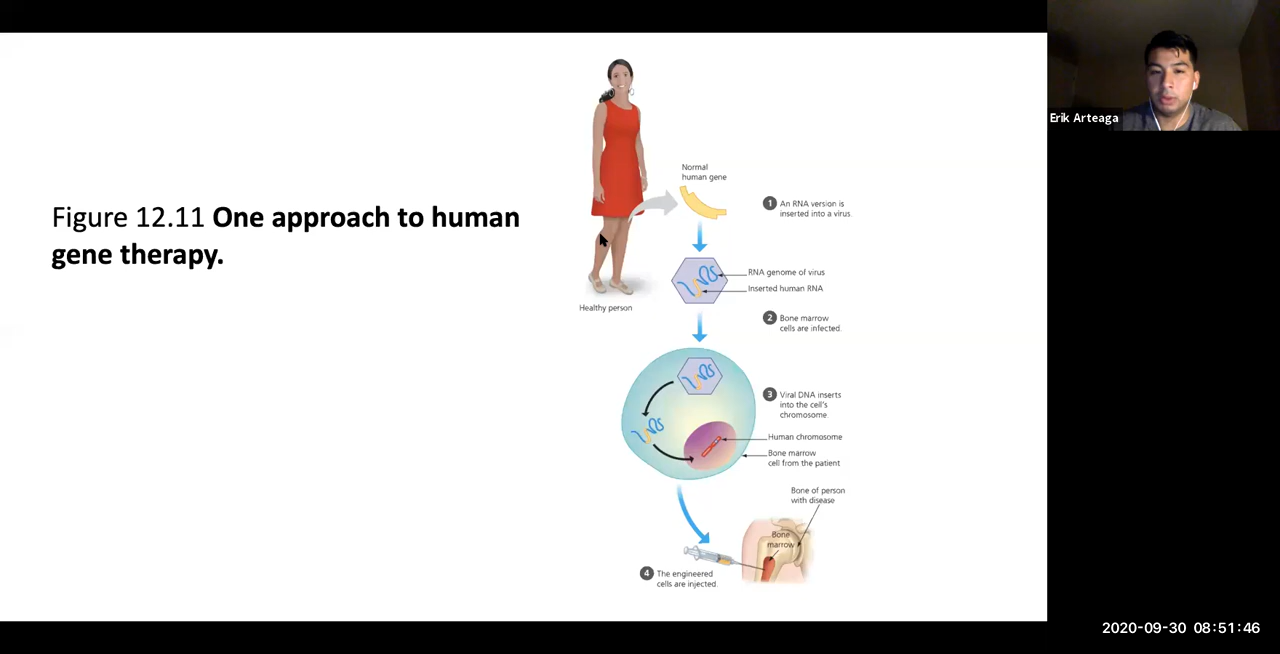 Figure 12.11 One approach to human
gene therapy.
Healthy person
Normal
human gene
1 An RNA version is
inserted into a virus.
RNA genome of virus
Inserted human RNA
2 Bone marrow
cells are infected.
3 Viral DNA inserts
into the cell's
chromosome.
Human chromosome
Bone marrow
cell from the patient
Bone of person
with disease
Bone
marrow
4 The engineered
cells are injected.
Erik Arteaga
2020-09-30 08:51:46